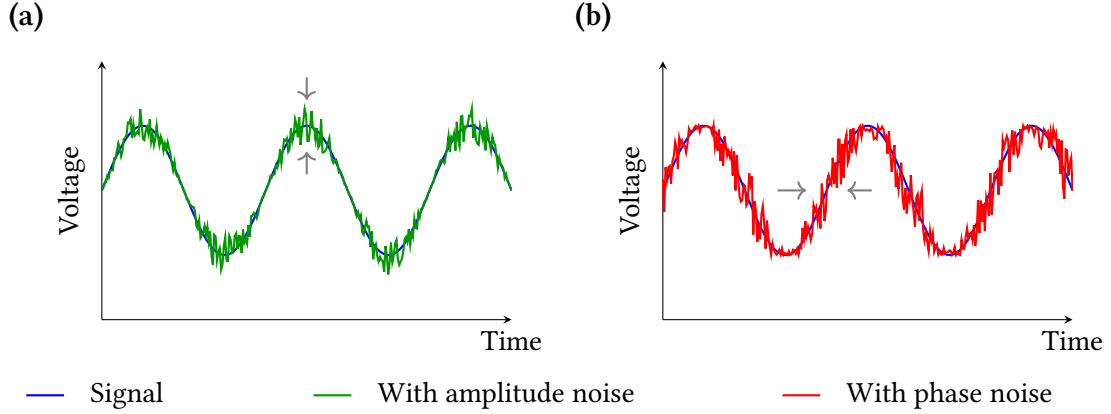 (a)
(b)
Voltage
Time
Voltage
Time
Signal
With amplitude noise
With phase noise